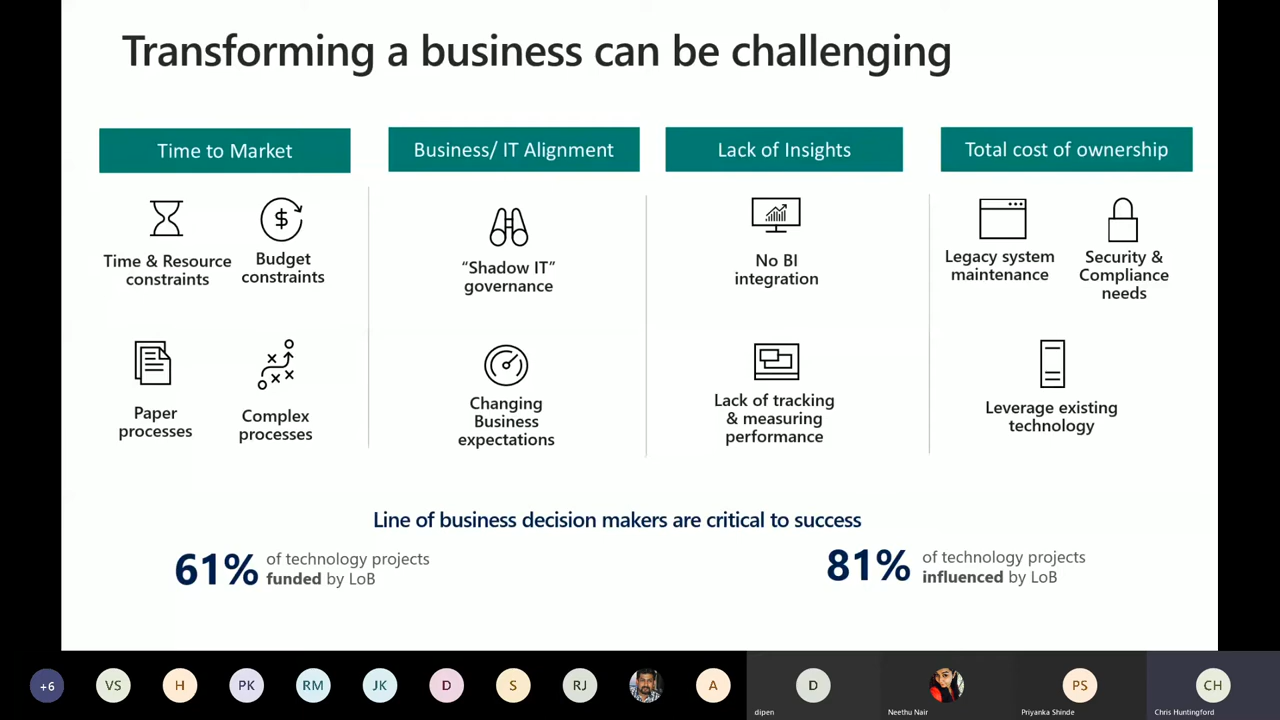 Transforming a business can be challenging
Time to Market
Business/ IT Alignment
Lack of Insights
Total cost of ownership
Time & Resource
constraints
Budget
constraints
Paper
processes
Complex
processes
“Shadow IT”
governance
Changing
Business
expectations
No BI
integration
Lack of tracking
& measuring
performance
Legacy system
maintenance
Security &
Compliance
needs
Leverage existing
technology
Line of business decision makers are critical to success
61%
of technology projects
funded by LoB
81%
of technology projects
influenced by LoB
+6
VS
H
PK
RM
JK
D
S
RJ
A
D
PS
CH
dipen
Neethu Nair
Priyanka Shinde
Chris Huntingford